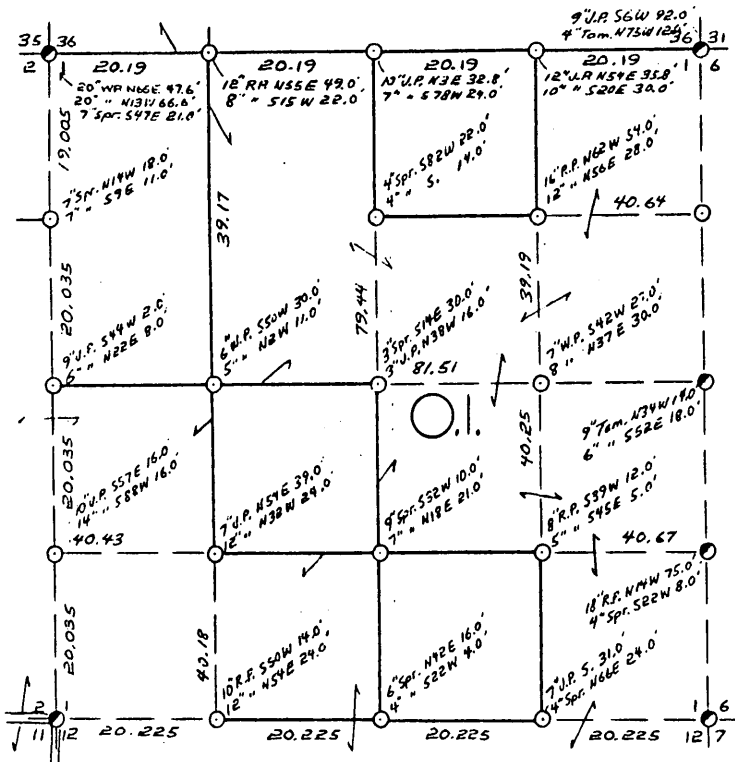 9"J.P. S6W 92.0'
4"Tam. N75W 12.6'
35 36
36 31
2
1 6
20.19
20.19
20.19
20.19
20"WP N66E 47.6'
20" " N13W 66.6'
7"Spr. S47E 21.0'
12"RP N55E 49.0'
8" " S15W 22.0'
10"J.P. N3E 32.8'
7" " S78W 29.0'
12"J.P. N54E 35.8'
10" " S20E 30.0'
19.005
7"Spr. N14W 18.0'
7" " S9E 11.0'
39.17
4"Spr. S82W 22.0'
4" " S. 14.0'
16"R.P. N62W 54.0'
12" " N56E 28.0'
40.64
20.035
9"J.P. S44W 2.0'
6" " N22E 8.0'
6"W.P. S50W 30.0'
5" " N2W 11.0'
79.44
3"Spr. S14E 30.0'
3"J.P. N38W 16.0'
39.19
7"W.P. S42W 27.0'
8 " N37E 30.0'
81.51
O.I.
9"Tam. N34W 19.0'
6" " S52E 18.0'
20.035
10"J.P. S57E 16.0'
14" " S88W 16.0'
7"J.P. N54E 39.0'
12" " N32W 24.0'
9"Spr. S32W 10.0'
7" " N18E 21.0'
40.25
8"R.P. S39W 12.0'
5" " S45E 5.0'
40.43
40.67
18"R.P. N14W 75.0'
4"Spr. S22W 8.0'
20.035
40.18
10"R.P. S50W 14.0'
12" " N54E 24.0'
6"Spr. N42E 16.0'
4" " S22W 4.0'
7"J.P. S. 31.0'
4"Spr. N66E 24.0'
2 1
11 12
20.225
20.225
20.225
20.225
1 6
12 7